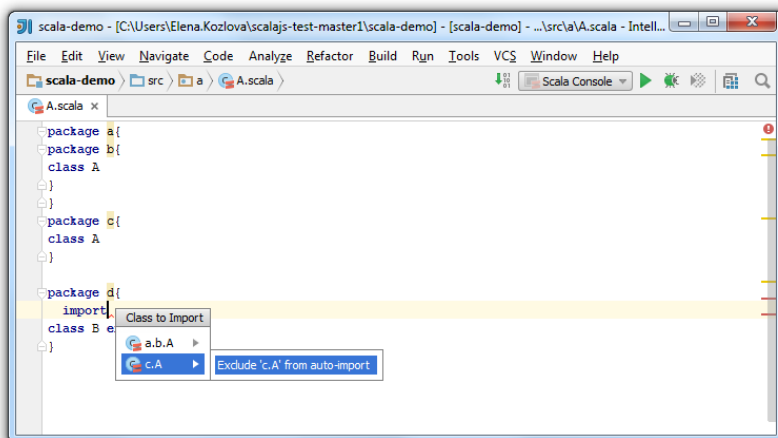 scala-demo - [C:\Users\Elena.Kozlova\scalajs-test-master1\scala-demo] - [scala-demo] - ...\src\a\A.scala - Intell...
File Edit View Navigate Code Analyze Refactor Build Run Tools VCS Window Help
scala-demo src a A.scala Scala Console
A.scala ×
package a{
package b{
class A
}
}
package c{
class A
}
package d{
import
Class to Import
class B e
a.b.A
}
c.A Exclude 'c.A' from auto-import